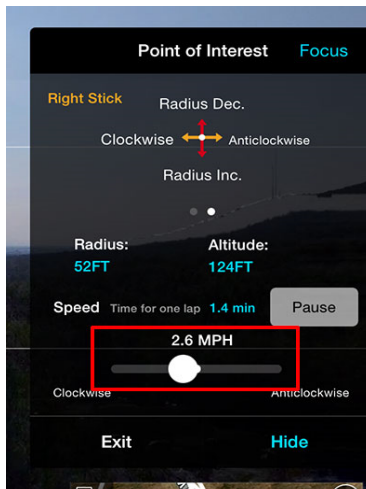 Point of Interest Focus
Right Stick
Radius Dec.
Clockwise Anticlockwise
Radius Inc.
Radius: Altitude:
52FT 124FT
Speed Time for one lap 1.4 min Pause
2.6 MPH
Clockwise Anticlockwise
Exit Hide